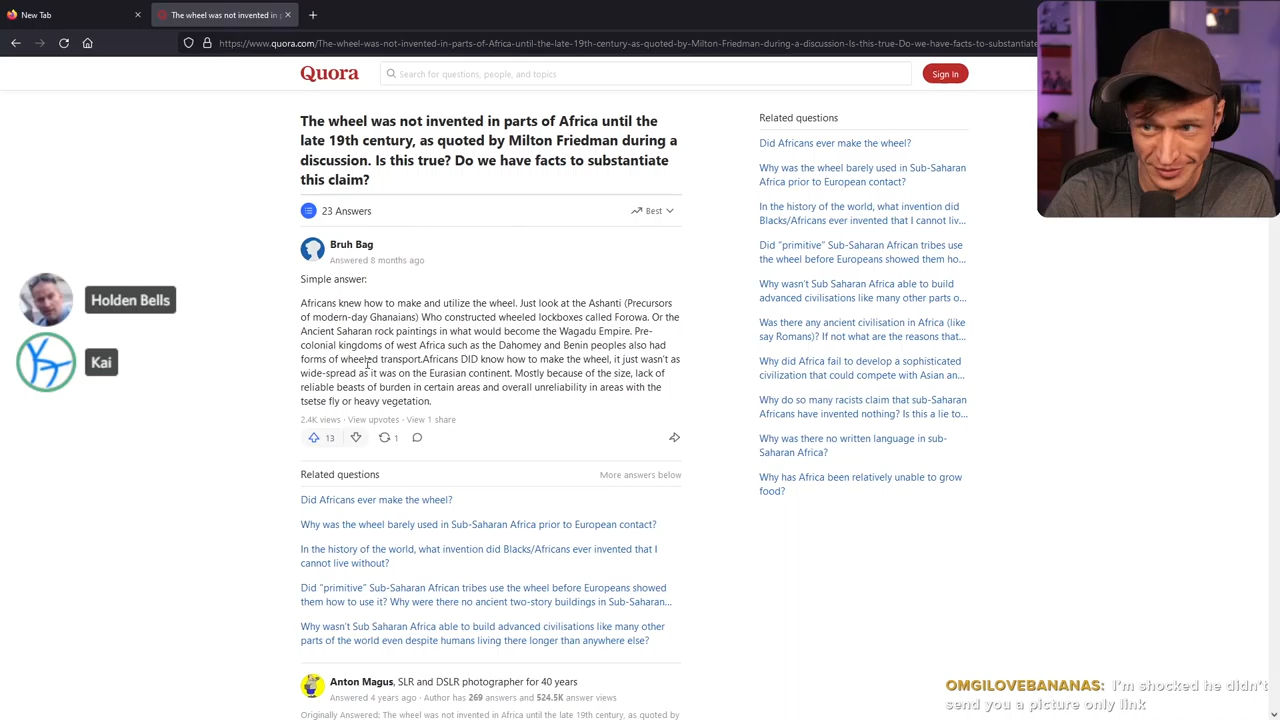 New Tab
The wheel was not invented in p
https://www.quora.com/The-wheel-was-not-invented-in-parts-of-Africa-until-the-late-19th-century-as-quoted-by-Milton-Friedman-during-a-discussion-Is-this-true-Do-we-have-facts-to-substantiate
Quora
Search for questions, people, and topics
Sign In
The wheel was not invented in parts of Africa until the
late 19th century, as quoted by Milton Friedman during a
discussion. Is this true? Do we have facts to substantiate
this claim?
23 Answers
Best
Bruh Bag
Answered 8 months ago
Simple answer:
Africans knew how to make and utilize the wheel. Just look at the Ashanti (Precursors
of modern-day Ghanaians) Who constructed wheeled lockboxes called Forowa. Or the
Ancient Saharan rock paintings in what would become the Wagadu Empire. Pre-
colonial kingdoms of west Africa such as the Dahomey and Benin peoples also had
forms of wheeled transport.Africans DID know how to make the wheel, it just wasn't as
wide-spread as it was on the Eurasian continent. Mostly because of the size, lack of
reliable beasts of burden in certain areas and overall unreliability in areas with the
tsetse fly or heavy vegetation.
2.4K views · View upvotes · View 1 share
13
1
Related questions
More answers below
Did Africans ever make the wheel?
Why was the wheel barely used in Sub-Saharan Africa prior to European contact?
In the history of the world, what invention did Blacks/Africans ever invented that I
cannot live without?
Did "primitive" Sub-Saharan African tribes use the wheel before Europeans showed
them how to use it? Why were there no ancient two-story buildings in Sub-Saharan...
Why wasn't Sub Saharan Africa able to build advanced civilisations like many other
parts of the world even despite humans living there longer than anywhere else?
Anton Magus, SLR and DSLR photographer for 40 years
Answered 4 years ago · Author has 269 answers and 524.5K answer views
Originally Answered: The wheel was not invented in Africa until the late 19th century, as quoted by
Related questions
Did Africans ever make the wheel?
Why was the wheel barely used in Sub-Saharan
Africa prior to European contact?
In the history of the world, what invention did
Blacks/Africans ever invented that I cannot liv...
Did "primitive" Sub-Saharan African tribes use
the wheel before Europeans showed them ho...
Why wasn't Sub Saharan Africa able to build
advanced civilisations like many other parts o...
Was there any ancient civilisation in Africa (like
say Romans)? If not what are the reasons that...
Why did Africa fail to develop a sophisticated
civilization that could compete with Asian an...
Why do so many racists claim that sub-Saharan
Africans have invented nothing? Is this a lie to...
Why was there no written language in sub-
Saharan Africa?
Why has Africa been relatively unable to grow
food?
Holden Bells
Kai
OMGILOVEBANANAS: I'm shocked he didn't
send you a picture only link